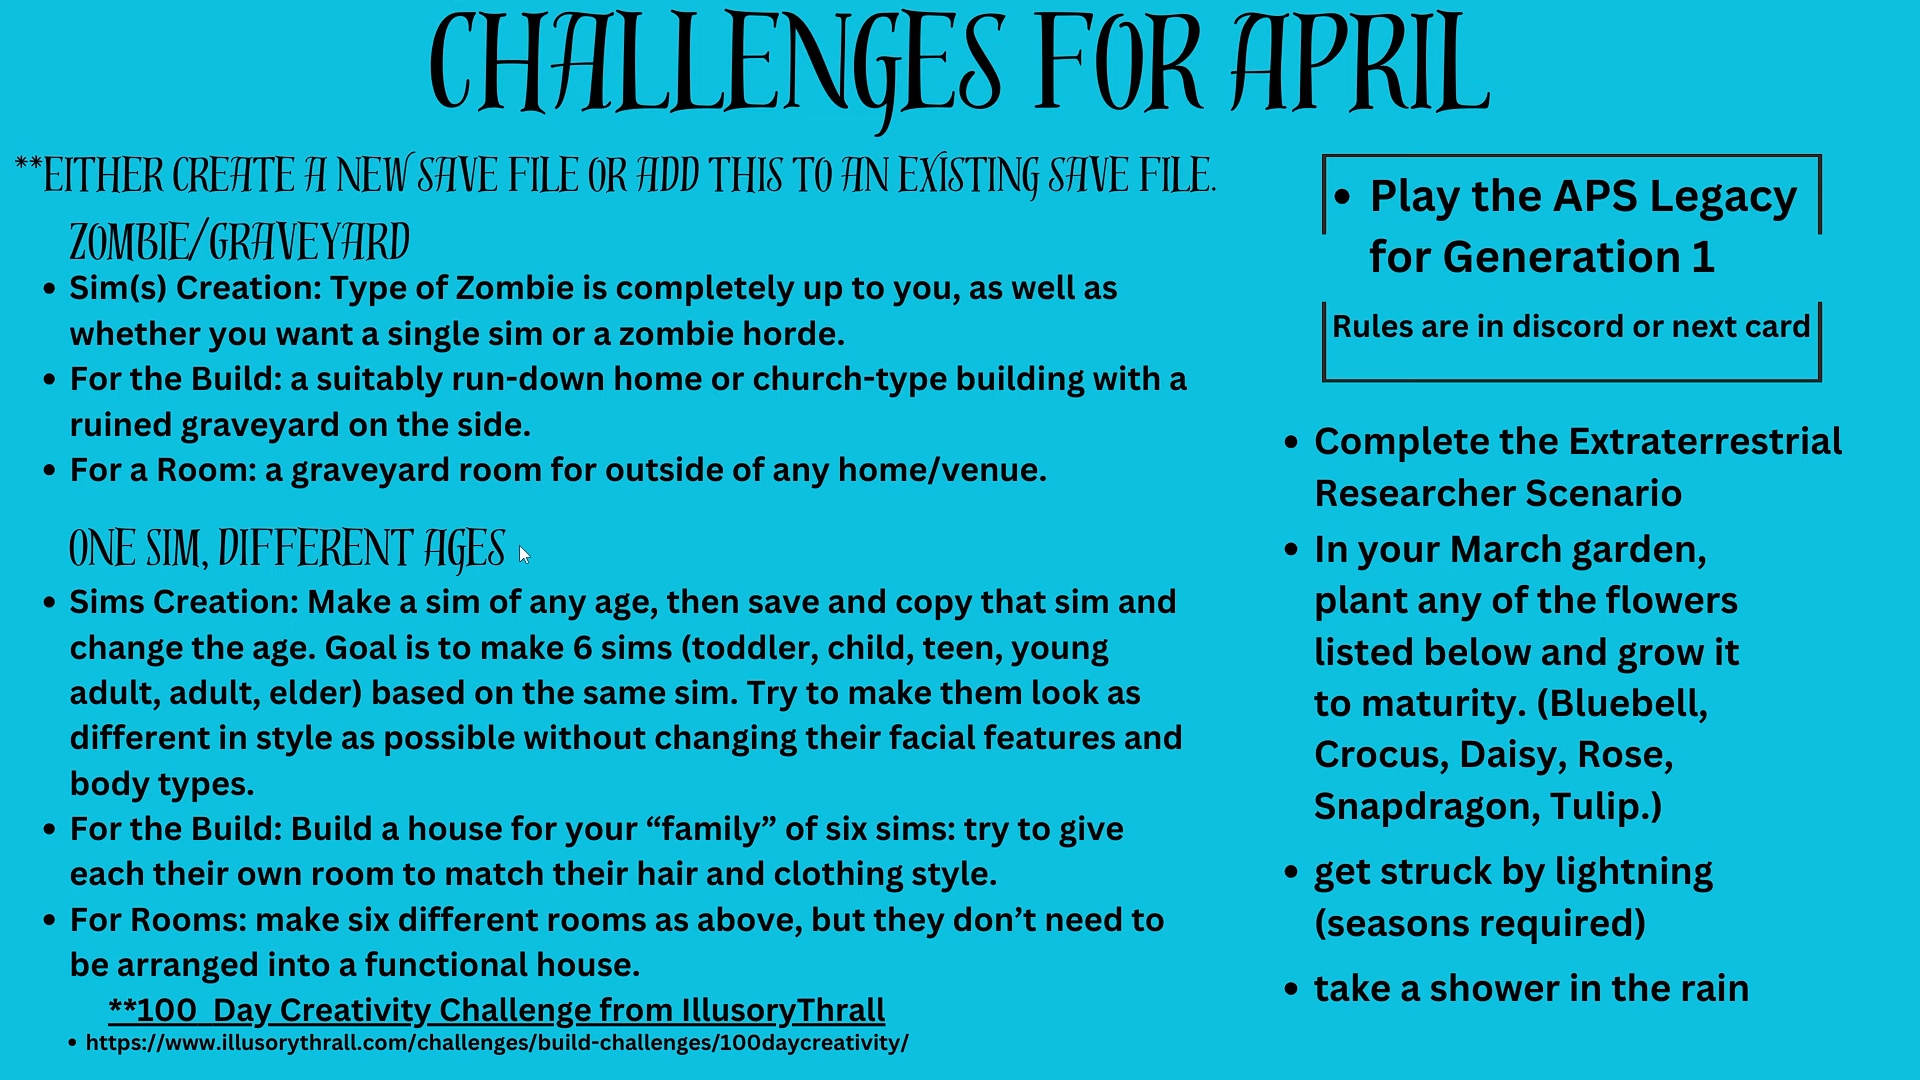 CHALLENGES FOR APRIL
**EITHER CREATE A NEW SAVE FILE OR ADD THIS TO AN EXISTING SAVE FILE.
ZOMBIE/GRAVEYARD
• Sim(s) Creation: Type of Zombie is completely up to you, as well as
whether you want a single sim or a zombie horde.
• For the Build: a suitably run-down home or church-type building with a
ruined graveyard on the side.
• For a Room: a graveyard room for outside of any home/venue.
ONE SIM, DIFFERENT AGES
• Sims Creation: Make a sim of any age, then save and copy that sim and
change the age. Goal is to make 6 sims (toddler, child, teen, young
adult, adult, elder) based on the same sim. Try to make them look as
different in style as possible without changing their facial features and
body types.
• For the Build: Build a house for your “family” of six sims: try to give
each their own room to match their hair and clothing style.
• For Rooms: make six different rooms as above, but they don’t need to
be arranged into a functional house.
**100 Day Creativity Challenge from IllusoryThrall
• https://www.illusorythrall.com/challenges/build-challenges/100daycreativity/
• Play the APS Legacy
for Generation 1
Rules are in discord or next card
• Complete the Extraterrestrial
Researcher Scenario
• In your March garden,
plant any of the flowers
listed below and grow it
to maturity. (Bluebell,
Crocus, Daisy, Rose,
Snapdragon, Tulip.)
• get struck by lightning
(seasons required)
• take a shower in the rain